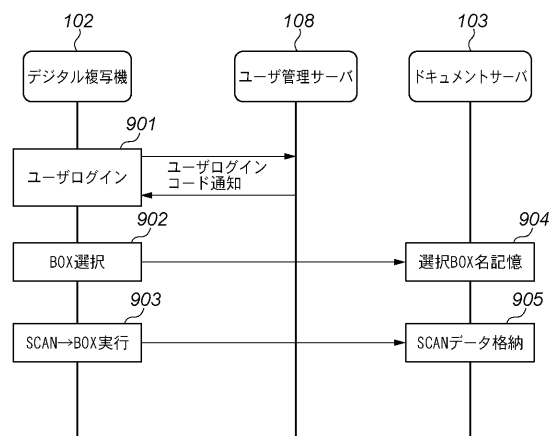 102
108
103
デジタル複写機
ユーザ管理サーバ
ドキュメントサーバ
901
ユーザログイン
ユーザログイン
コード通知
902
BOX選択
904
選択BOX名記憶
903
SCAN→BOX実行
905
SCANデータ格納